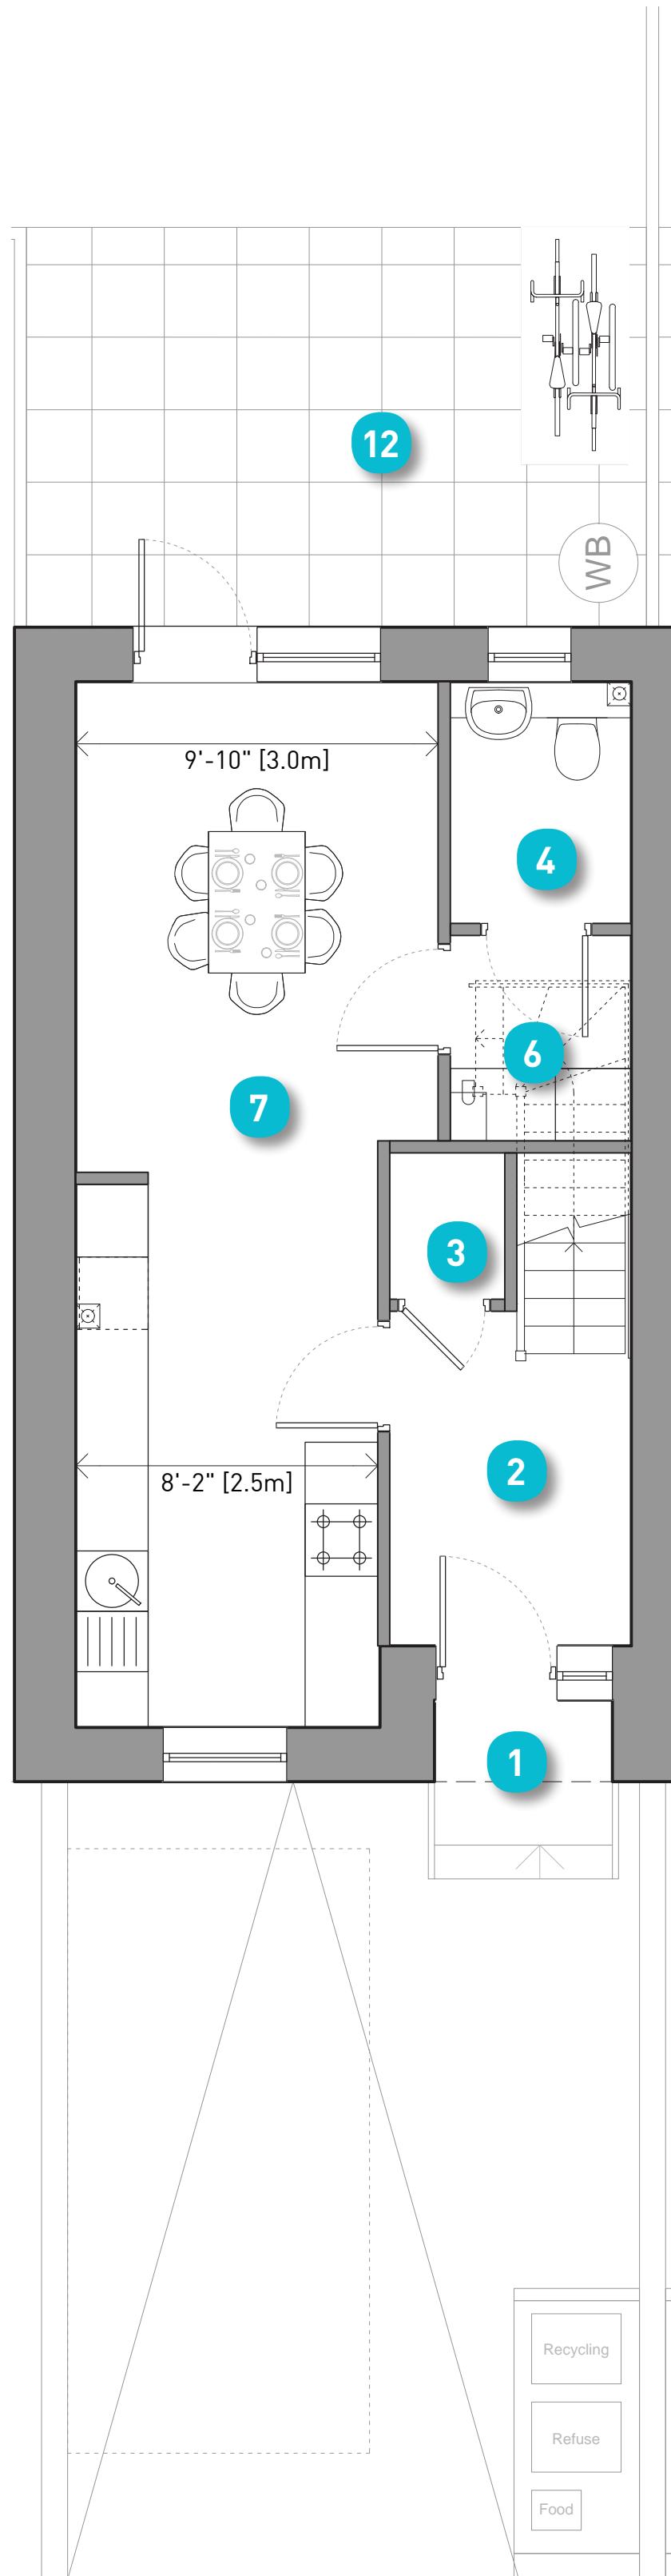 12
WB
9'-10" [3.0m]
4
6
7
3
8'-2" [2.5m]
2
1
Recycling
Refuse
Food